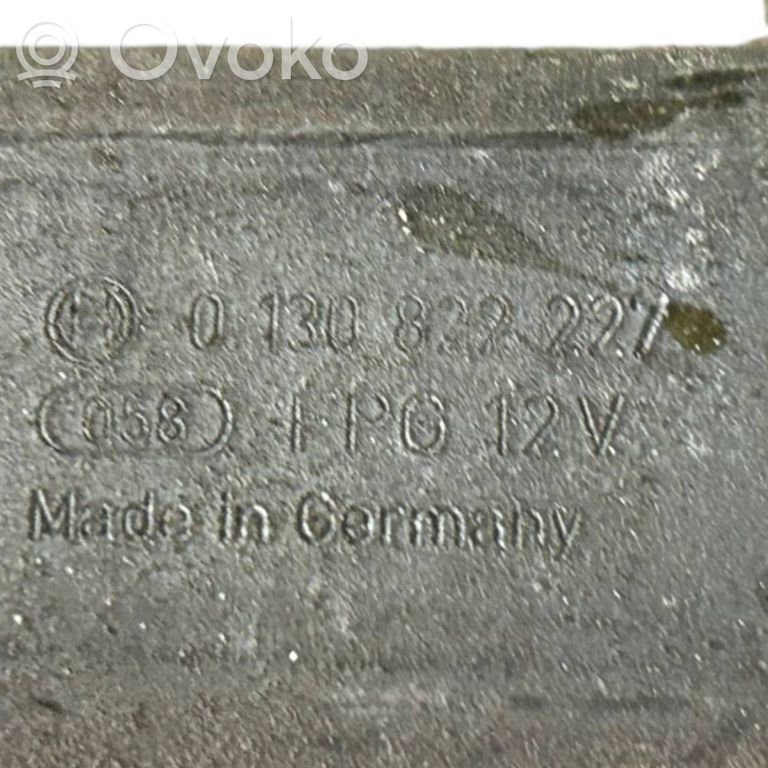 Ovoko
0 130 822 227
058 FPG 12V
Made in Germany